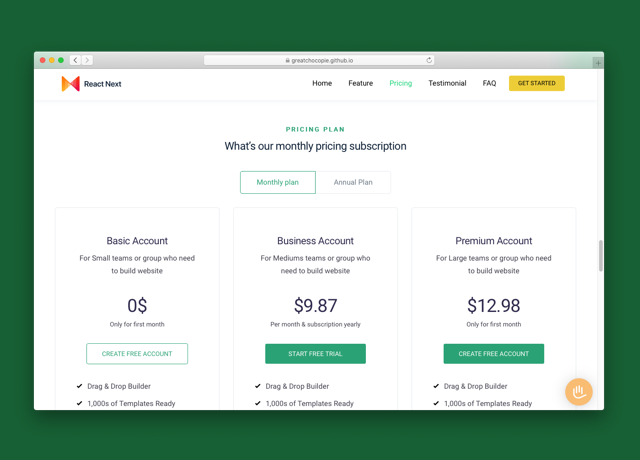 greatchocopie.github.io
React Next
Home Feature Pricing Testimonial FAQ GET STARTED
PRICING PLAN
What's our monthly pricing subscription
Monthly plan Annual Plan
Basic Account
For Small teams or group who need
to build website
0$
Only for first month
CREATE FREE ACCOUNT
Drag & Drop Builder
1,000s of Templates Ready
Business Account
For Mediums teams or group who
need to build website
$9.87
Per month & subscription yearly
START FREE TRIAL
Drag & Drop Builder
1,000s of Templates Ready
Premium Account
For Large teams or group who need
to build website
$12.98
Only for first month
CREATE FREE ACCOUNT
Drag & Drop Builder
1,000s of Templates Ready